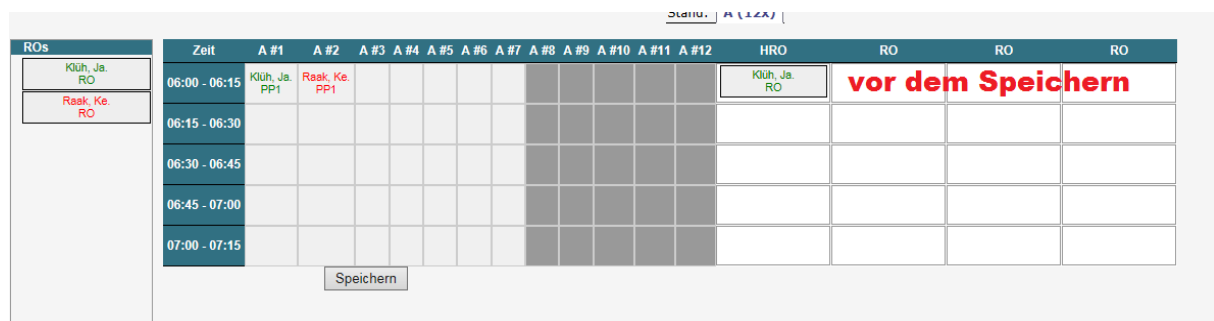 Stand: A (12x)
ROs
Klüh, Ja.
RO
Raak, Ke.
RO
Zeit A #1 A #2 A #3 A #4 A #5 A #6 A #7 A #8 A #9 A #10 A #11 A #12 HRO RO RO RO
06:00 - 06:15 Klüh, Ja. PP1 Raak, Ke. PP1 Klüh, Ja. RO vor dem Speichern
06:15 - 06:30
06:30 - 06:45
06:45 - 07:00
07:00 - 07:15
Speichern